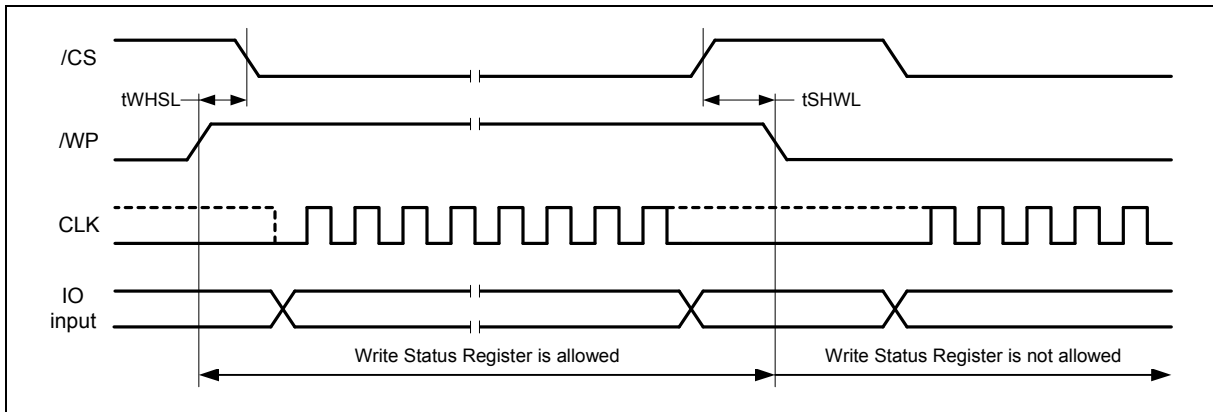 /CS
tWHSL
tSHWL
/WP
CLK
IO
input
Write Status Register is allowed
Write Status Register is not allowed